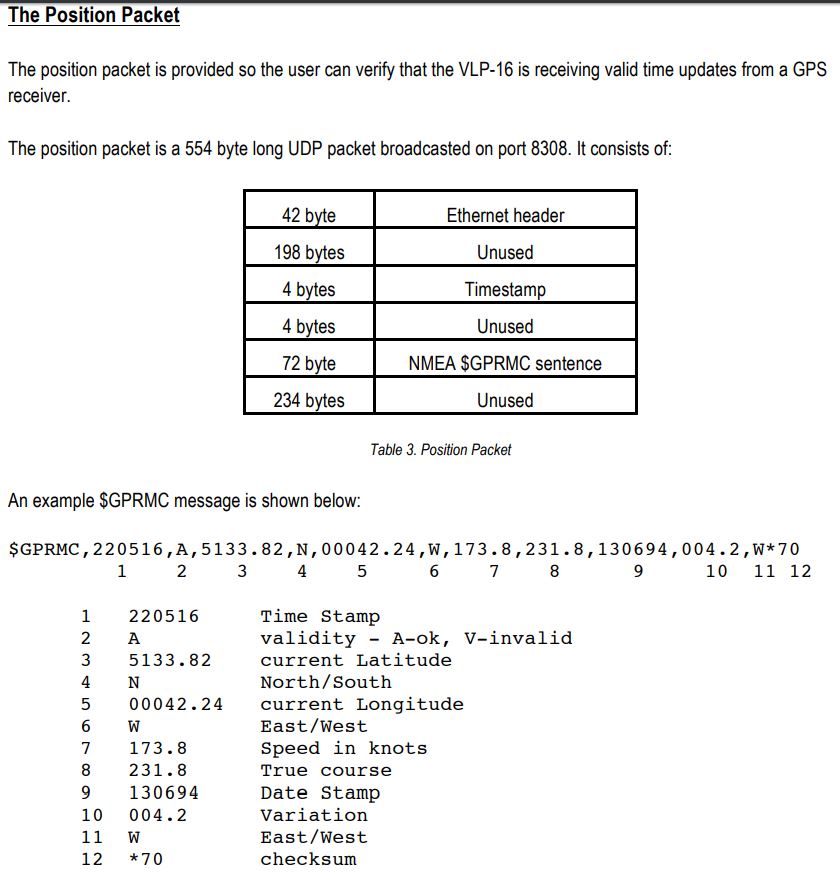 The Position Packet
The position packet is provided so the user can verify that the VLP-16 is receiving valid time updates from a GPS
receiver.
The position packet is a 554 byte long UDP packet broadcasted on port 8308. It consists of:
42 byte Ethernet header
198 bytes Unused
4 bytes Timestamp
4 bytes Unused
72 byte NMEA $GPRMC sentence
234 bytes Unused
Table 3. Position Packet
An example $GPRMC message is shown below:
$GPRMC,220516,A,5133.82,N,00042.24,W,173.8,231.8,130694,004.2,W*70
1 2 3 4 5 6 7 8 9 10 11 12
1 220516 Time Stamp
2 A validity - A-ok, V-invalid
3 5133.82 current Latitude
4 N North/South
5 00042.24 current Longitude
6 W East/West
7 173.8 Speed in knots
8 231.8 True course
9 130694 Date Stamp
10 004.2 Variation
11 W East/West
12 *70 checksum